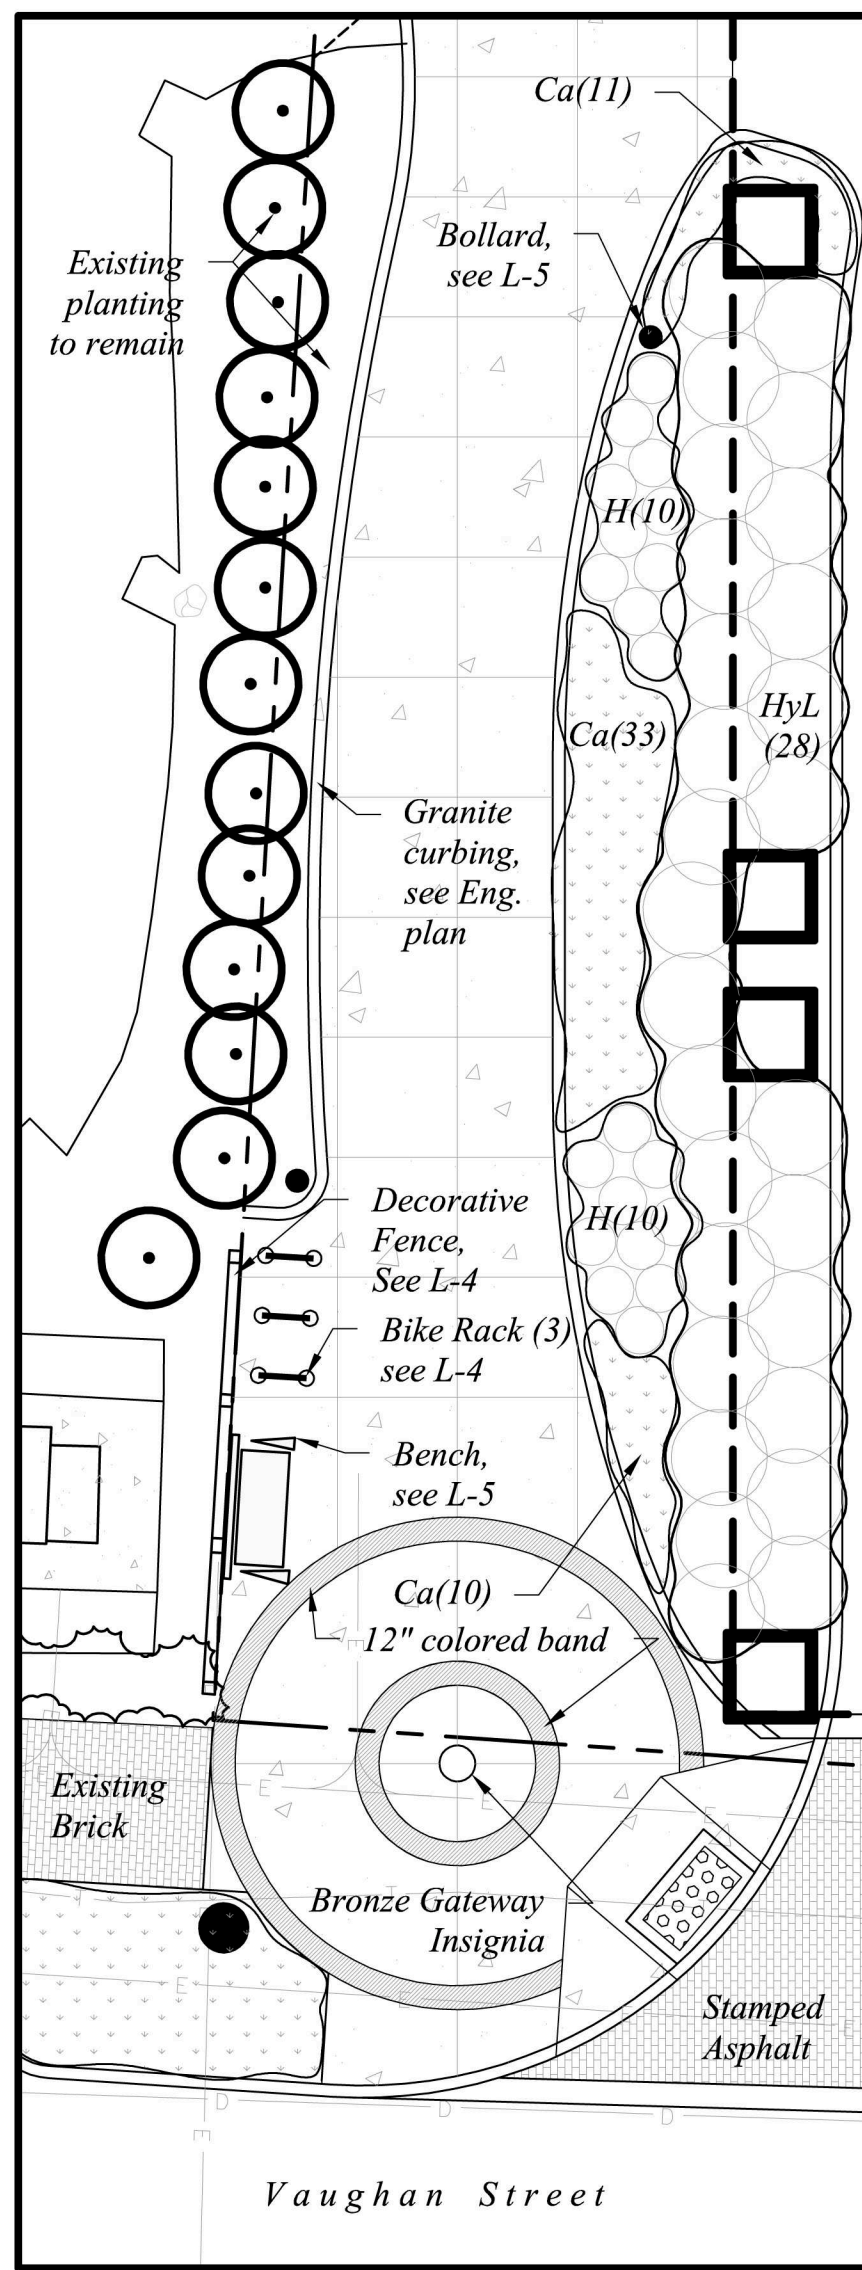 Ca(11)
Bollard,
see L-5
Existing
planting
to remain
H(10)
Ca(33)
HyL
(28)
Granite
curbing,
see Eng.
plan
Decorative
Fence,
See L-4
H(10)
Bike Rack (3)
see L-4
Bench,
see L-5
Ca(10)
12" colored band
E
E
E
E
E
Existing
Brick
Bronze Gateway
Insignia
E
E
Stamped
Asphalt
E
D
D
D
E
Vaughan Street